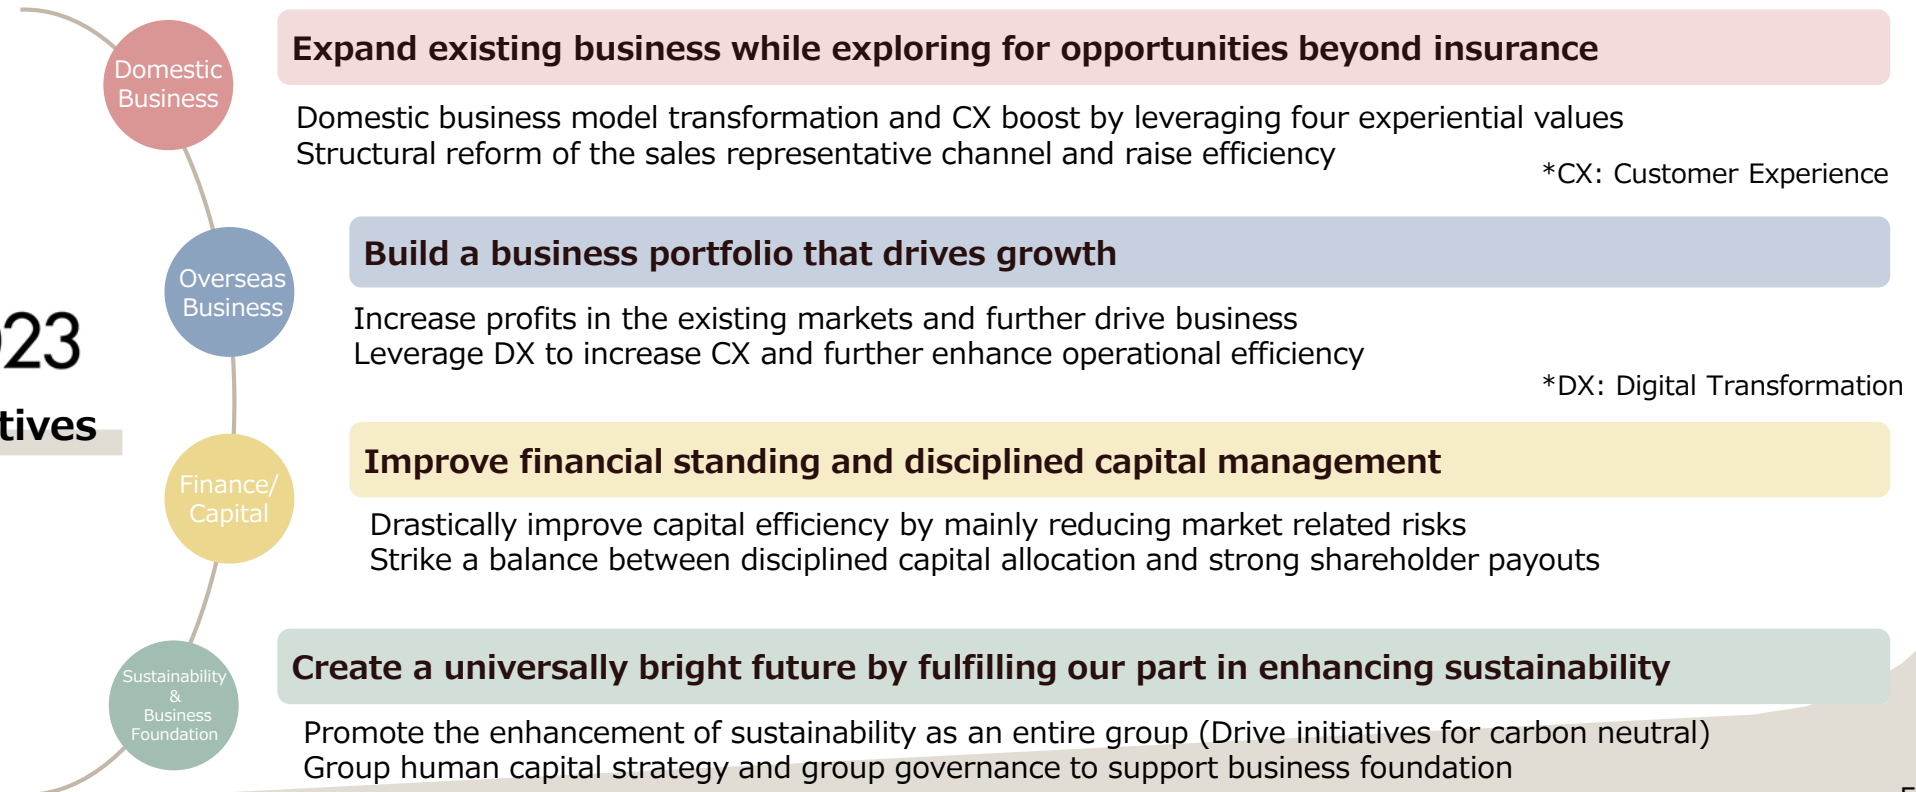 Domestic
Business
Expand existing business while exploring for opportunities beyond insurance
Domestic business model transformation and CX boost by leveraging four experiential values
Structural reform of the sales representative channel and raise efficiency
*CX: Customer Experience
Overseas
Business
Build a business portfolio that drives growth
Increase profits in the existing markets and further drive business
Leverage DX to increase CX and further enhance operational efficiency
*DX: Digital Transformation
23
tives
Finance/
Capital
Improve financial standing and disciplined capital management
Drastically improve capital efficiency by mainly reducing market related risks
Strike a balance between disciplined capital allocation and strong shareholder payouts
Sustainability
&
Business
Foundation
Create a universally bright future by fulfilling our part in enhancing sustainability
Promote the enhancement of sustainability as an entire group (Drive initiatives for carbon neutral)
Group human capital strategy and group governance to support business foundation